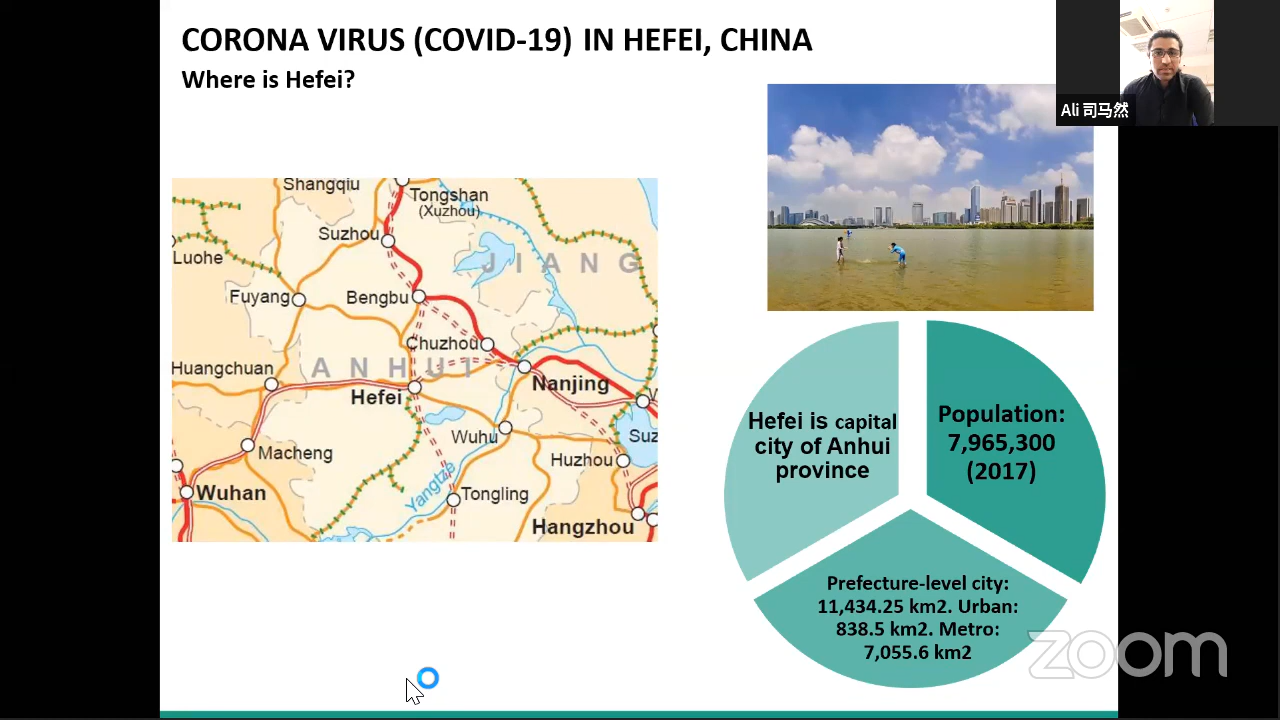 CORONA VIRUS (COVID-19) IN HEFEI, CHINA
Where is Hefei?
Ali 司马然
Shangqiu
Tongshan
(Xuzhou)
Suzhou
Luohe
JIANG
Fuyang
Bengbu
Chuzhou
Huangchuan
ANHUI
Nanjing
Hefei
Wuhu
Suz
Macheng
Huzhou
Wuhan
Yangtze
Tongling
Hangzhou
Hefei is capital
city of Anhui
province
Population:
7,965,300
(2017)
Prefecture-level city:
11,434.25 km2. Urban:
838.5 km2. Metro:
7,055.6 km2
zoom